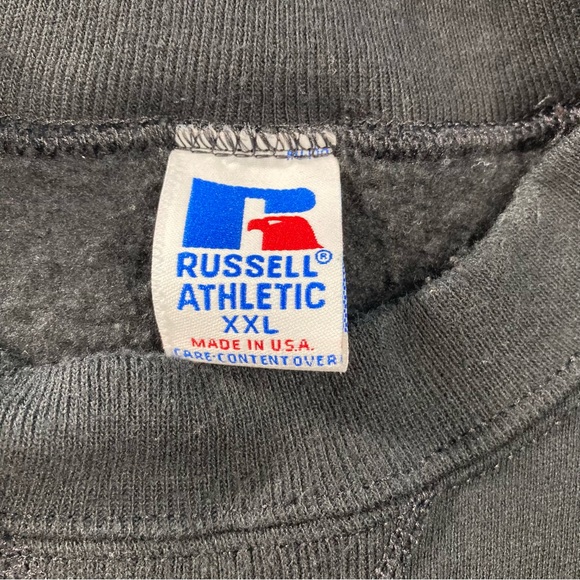 RUSSELL®
ATHLETIC
XXL
MADE IN U.S.A.
CARE-CONTENT OVER